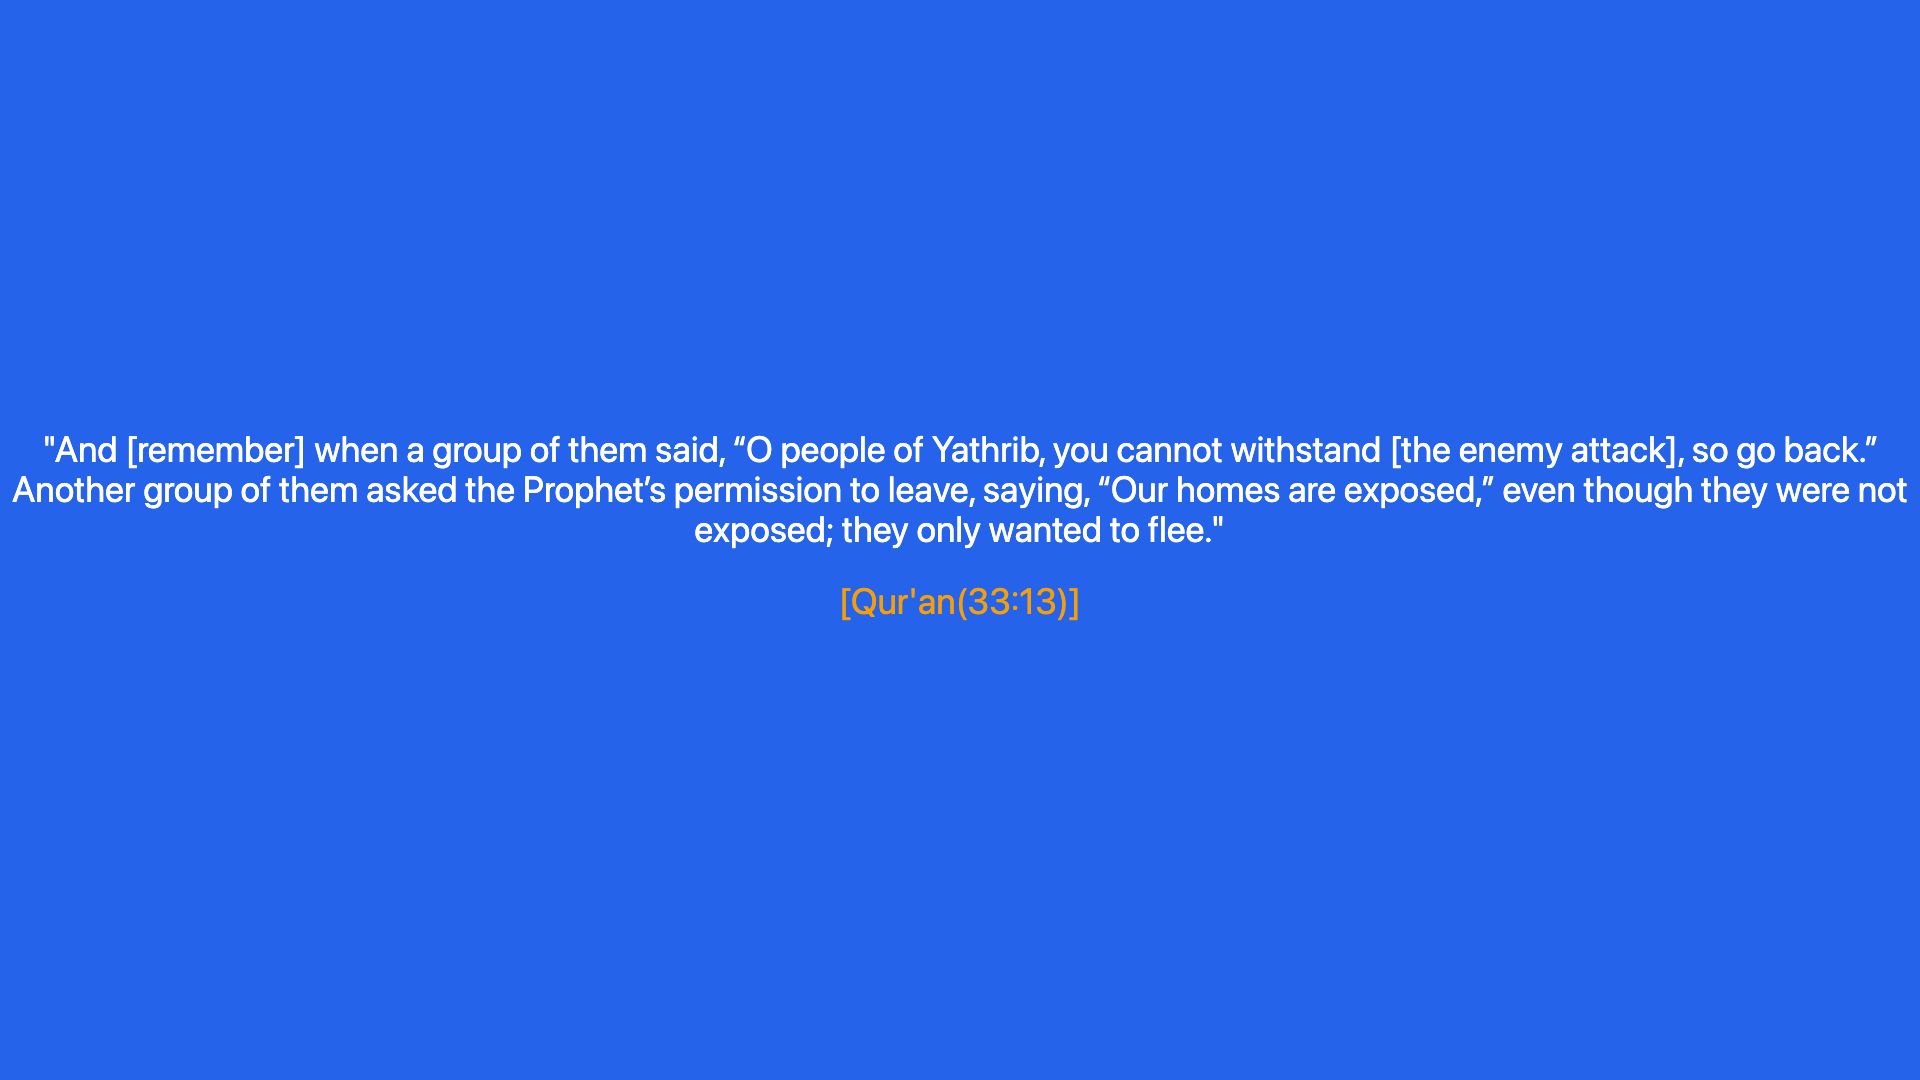 "And [remember] when a group of them said, “O people of Yathrib, you cannot withstand [the enemy attack], so go back.”
Another group of them asked the Prophet’s permission to leave, saying, “Our homes are exposed,” even though they were not
exposed; they only wanted to flee."
[Qur'an(33:13)]